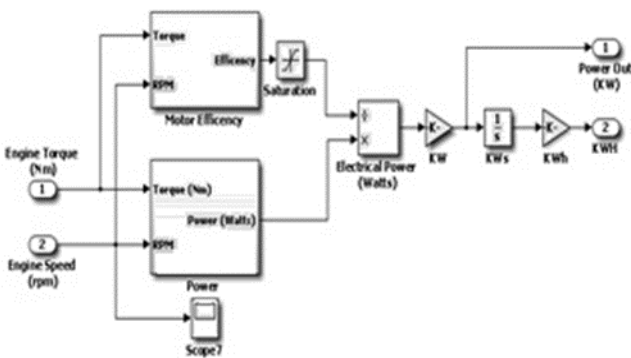 Torque
Efficency
RPM
Saturation
Motor Efficency
1
Power Out
(KW)
÷
×
K-
KW
1
s
KWs
K-
KWh
2
KWH
Electrical Power
(Watts)
Engine Torque
(Nm)
1
Torque (Nm)
Power (Watts)
2
RPM
Engine Speed
(rpm)
Power
Scope7